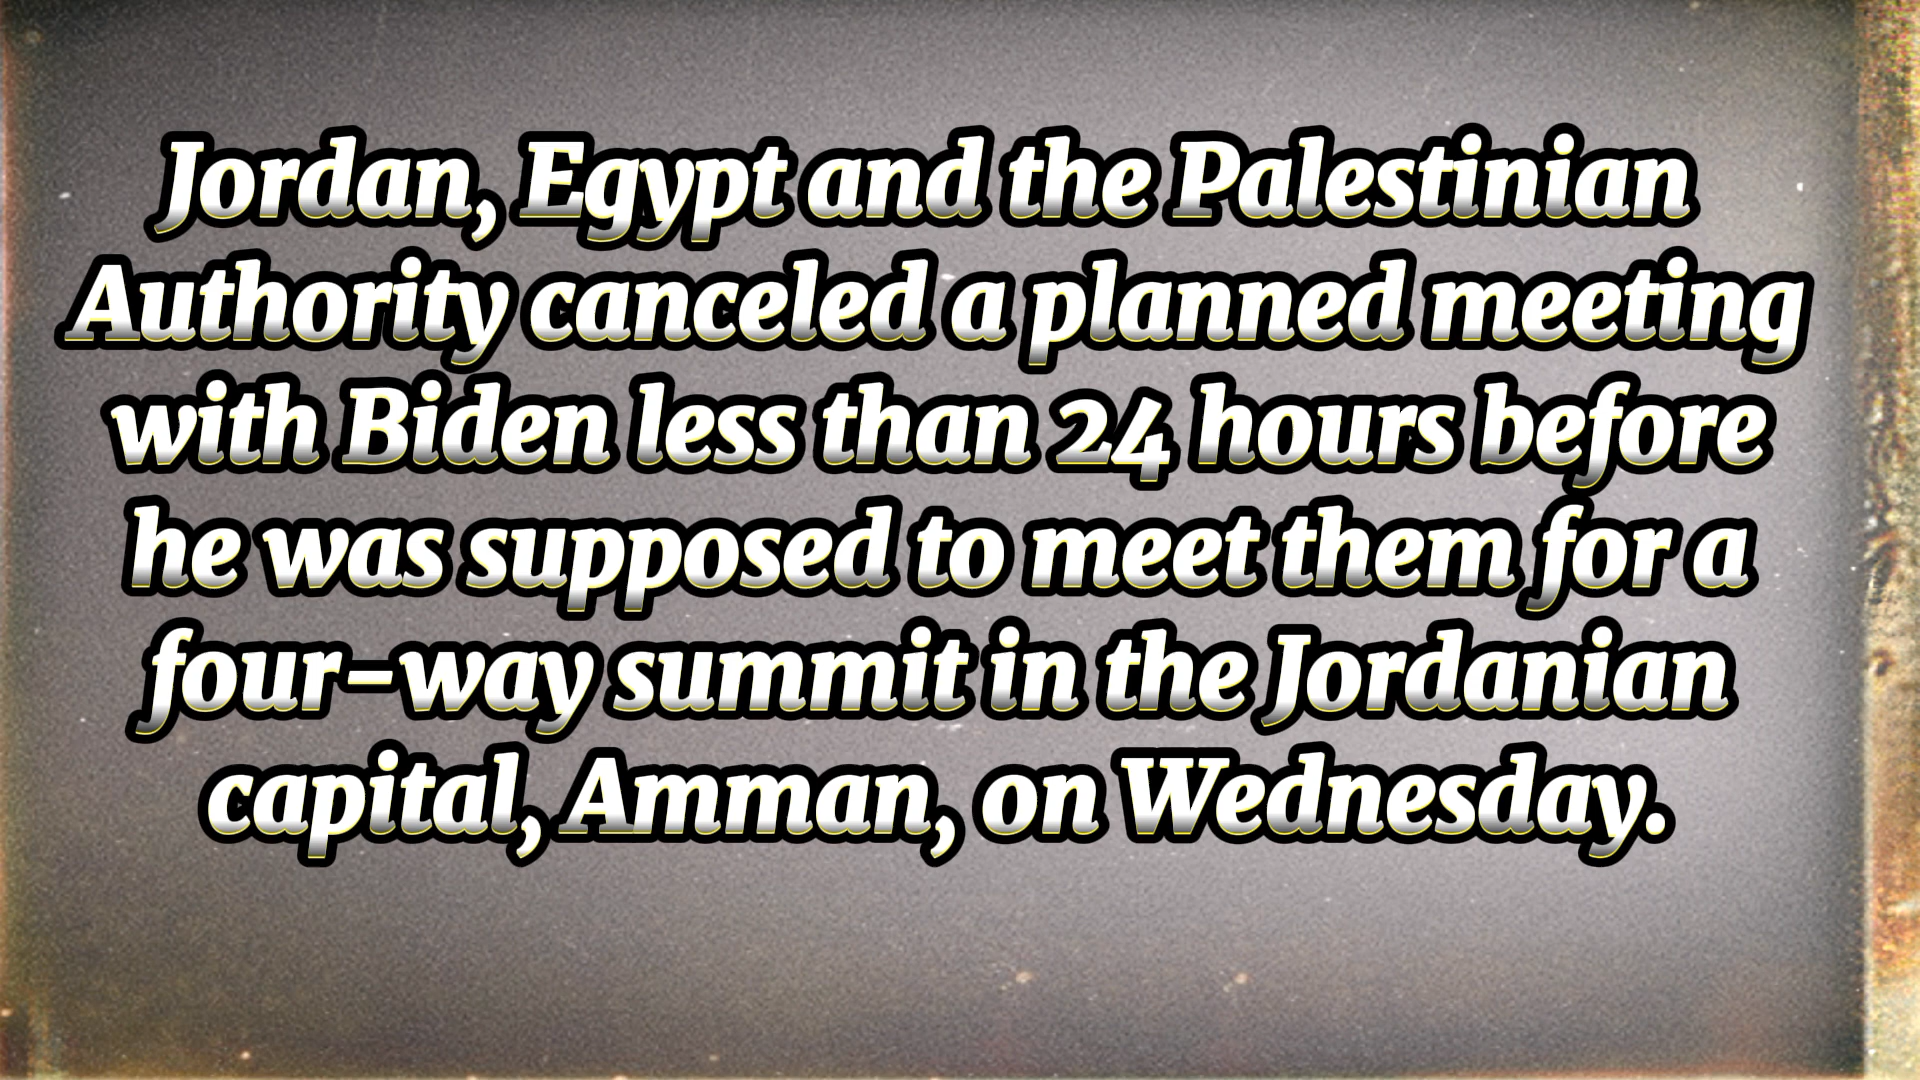 Jordan, Egypt and the Palestinian
Authority canceled a planned meeting
with Biden less than 24 hours before
he was supposed to meet them for a
four-way summit in the Jordanian
capital, Amman, on Wednesday.